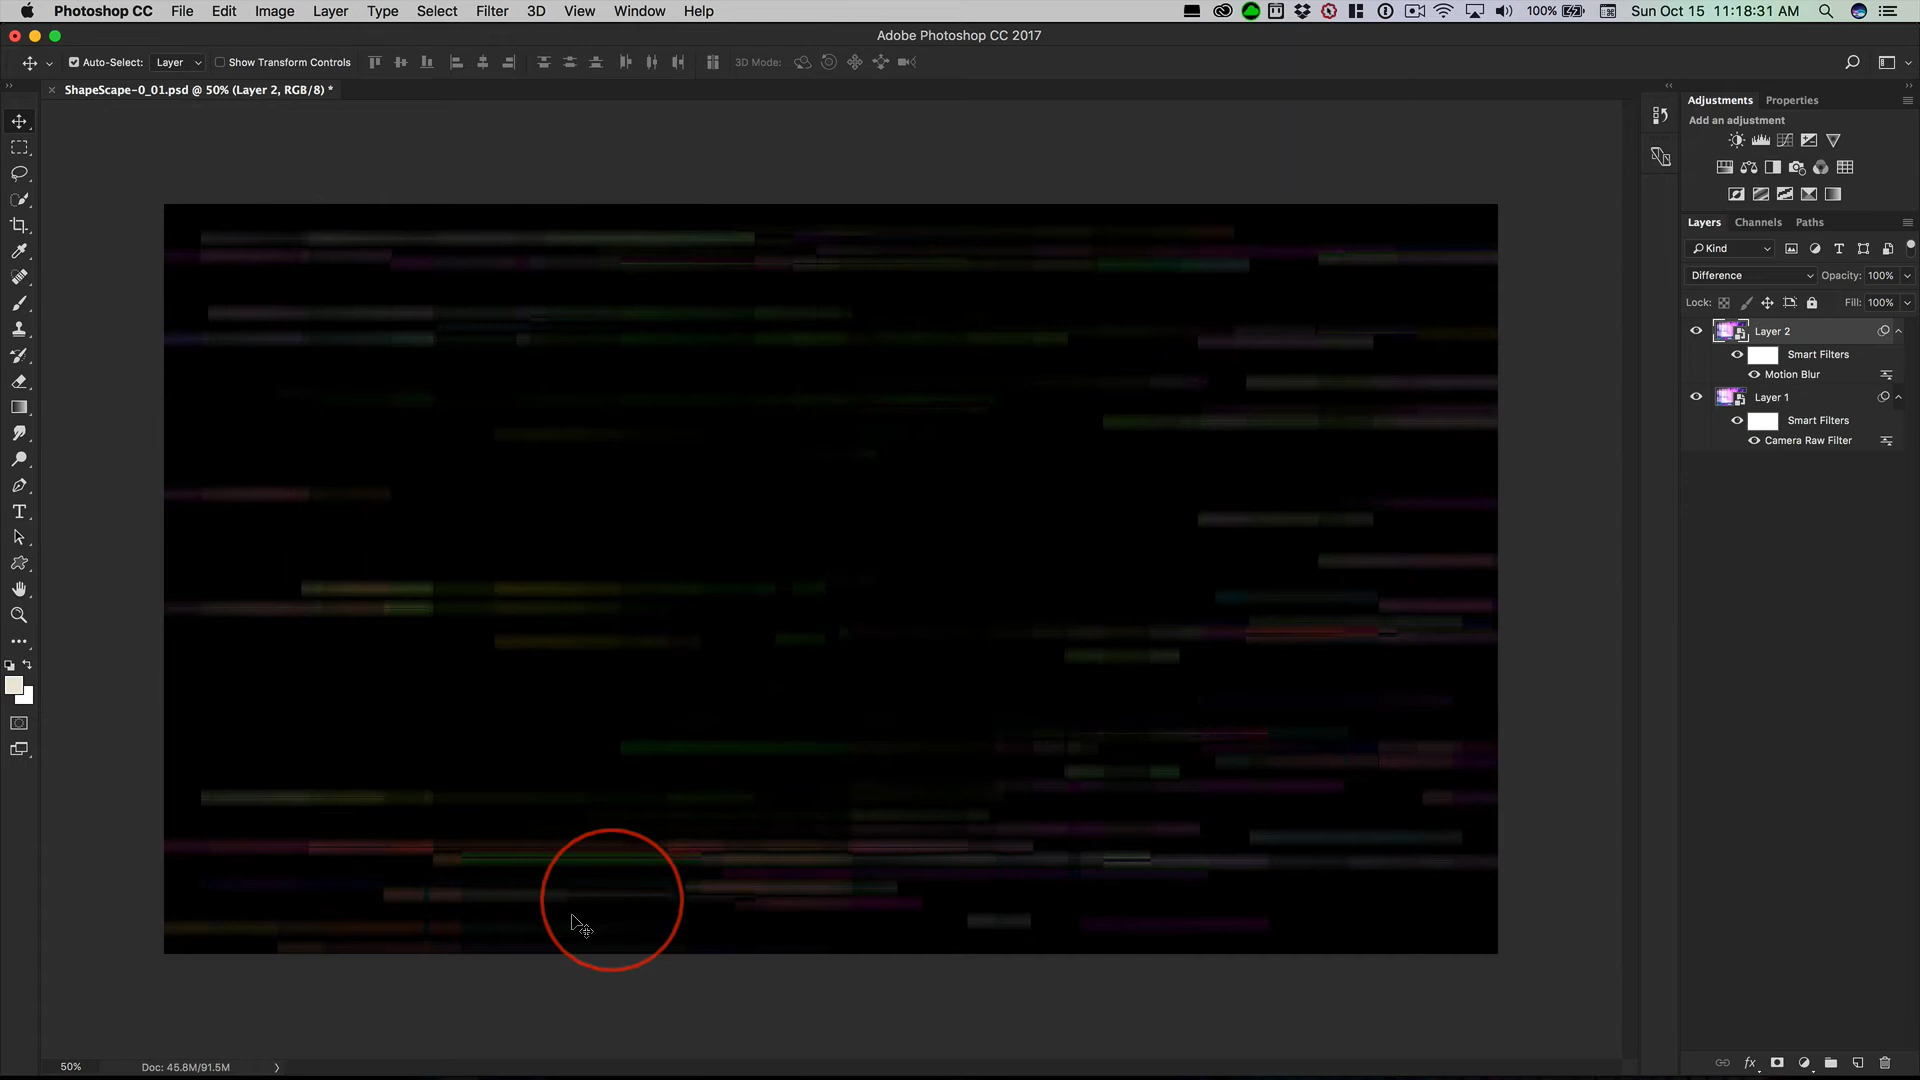 Photoshop CC File Edit Image Layer Type Select Filter 3D View Window Help 100% Sun Oct 15 11:18:31 AM
Adobe Photoshop CC 2017
Auto-Select: Layer Show Transform Controls 3D Mode:
ShapeScape-0_01.psd @ 50% (Layer 2, RGB/8) *
Adjustments Properties
Add an adjustment
Layers Channels Paths
Kind
Difference Opacity: 100%
Lock: Fill: 100%
Layer 2
Smart Filters
Motion Blur
Layer 1
Smart Filters
Camera Raw Filter
50% Doc: 45.8M/91.5M